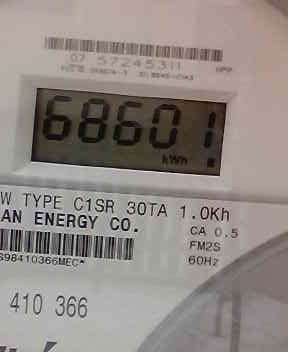 07 57245311
68601
kWh
W TYPE C1SR 30TA 1.0Kh
AN ENERGY CO.
CA 0.5
FM2S
S98410366MEC*
60Hz
410 366